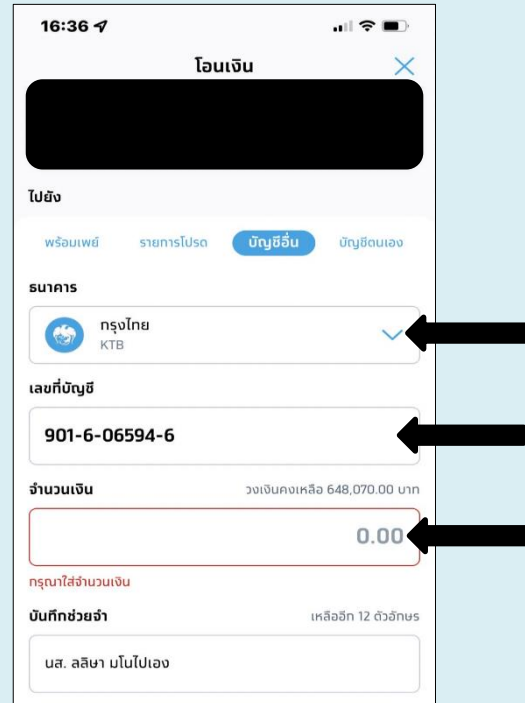 16:36
โอนเงิน
ไปยัง
พร้อมเพย์ รายการโปรด บัญชีอื่น บัญชีตนเอง
ธนาคาร
กรุงไทย
KTB
เลขที่บัญชี
901-6-06594-6
จำนวนเงิน วงเงินคงเหลือ 648,070.00 บาท
0.00
กรุณาใส่จำนวนเงิน
บันทึกช่วยจำ เหลืออีก 12 ตัวอักษร
นส. ลลิษา มโนไปเอง